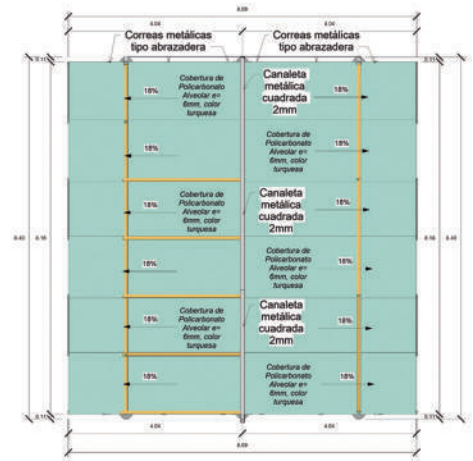 8.09
4.04 4.04
Correas metálicas
tipo abrazadera
Correas metálicas
tipo abrazadera
0.11
0.11
18%
Cobertura de
Policarbonato
Alveolar e=
6mm, color
turquesa
Canaleta
metálica
cuadrada
2mm
18%
18%
Cobertura de
Policarbonato
Alveolar e=
6mm, color
turquesa
18%
18%
Cobertura de
Policarbonato
Alveolar e=
6mm, color
turquesa
Canaleta
metálica
cuadrada
2mm
18%
8.40
8.18
8.18
8.40
18%
Cobertura de
Policarbonato
Alveolar e=
6mm, color
turquesa
18%
18%
Cobertura de
Policarbonato
Alveolar e=
6mm, color
turquesa
Canaleta
metálica
cuadrada
2mm
18%
18%
Cobertura de
Policarbonato
Alveolar e=
6mm, color
turquesa
18%
0.11
0.11
4.04 4.04
8.09